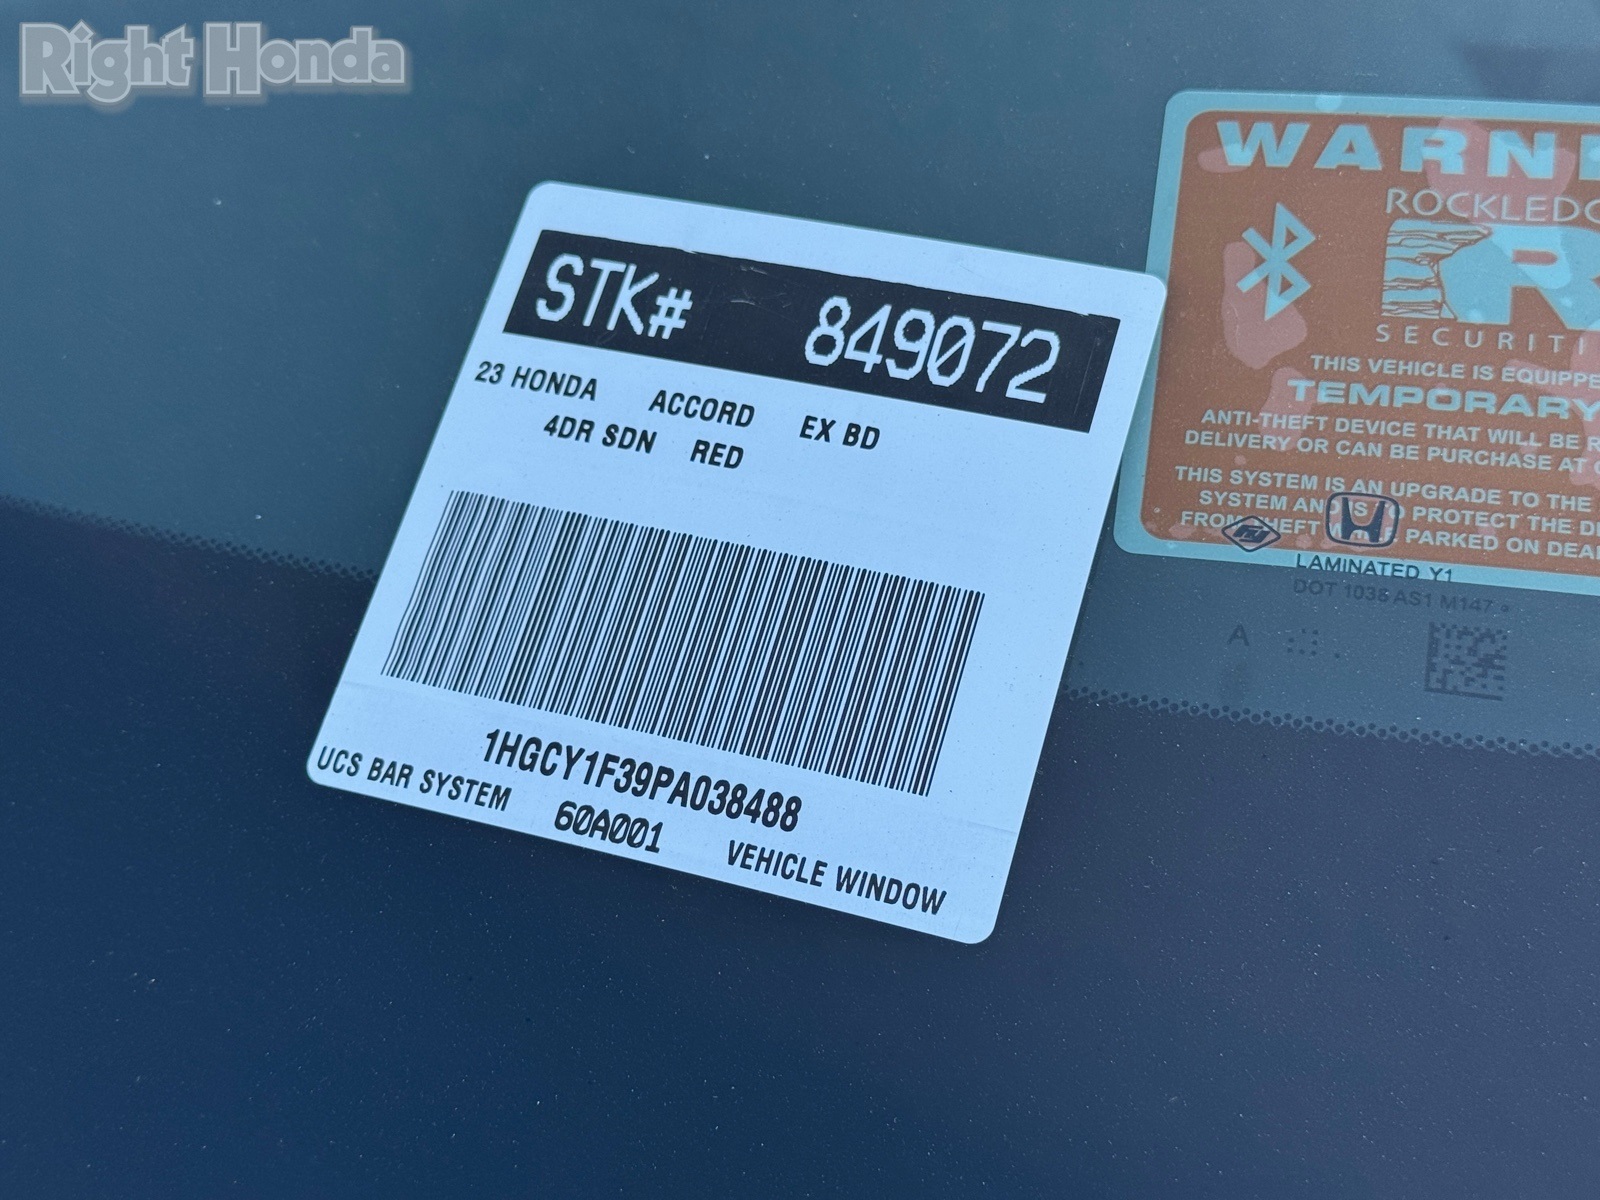 Right Honda
STK# 849072
23 HONDA ACCORD EX BD
4DR SDN RED
1HGCY1F39PA038488
UCS BAR SYSTEM 60A001 VEHICLE WINDOW
WARN
ROCKLEDG
R
SECURITI
THIS VEHICLE IS EQUIPPE
TEMPORARY
ANTI-THEFT DEVICE THAT WILL BE R
DELIVERY OR CAN BE PURCHASE AT
THIS SYSTEM IS AN UPGRADE TO THE
SYSTEM AND IS TO PROTECT THE D
FROM THEFT PARKED ON DEA
LAMINATED Y1
DOT 1038 AS1 M147
A